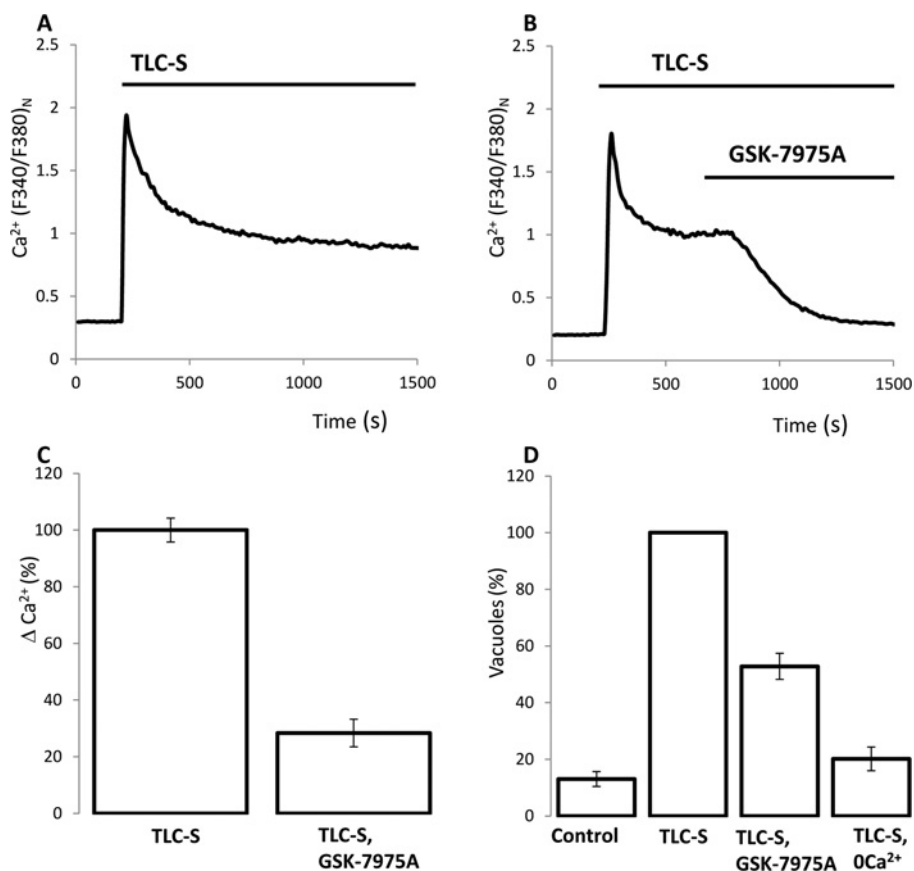 A
TLC-S
Ca²⁺ (F340/F380)N
2.5
2
1.5
1
0.5
0
0 500 1000 1500
Time (s)
B
TLC-S
GSK-7975A
Ca²⁺ (F340/F380)N
2.5
2
1.5
1
0.5
0
0 500 1000 1500
Time (s)
C
Δ Ca²⁺ (%)
120
100
80
60
40
20
0
TLC-S TLC-S,
GSK-7975A
D
Vacuoles (%)
120
100
80
60
40
20
0
Control TLC-S TLC-S, TLC-S,
GSK-7975A 0Ca²⁺